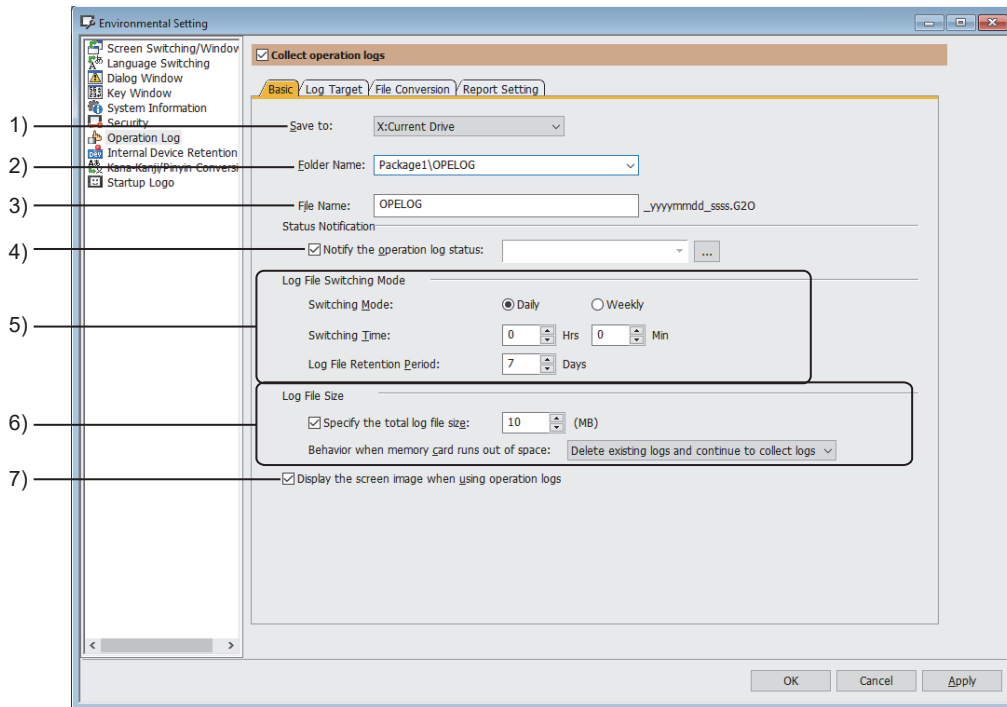 Environmental Setting
Screen Switching/Window
Language Switching
Dialog Window
Key Window
System Information
Security
Operation Log
Internal Device Retention
Kana-Kanji/Pinyin Conversi
Startup Logo
Collect operation logs
Basic Log Target File Conversion Report Setting
1) Save to: X:Current Drive
2) Folder Name: Package1\OPELOG
3) File Name: OPELOG _yyyymmdd_ssss.G2O
Status Notification
4) Notify the operation log status: ...
Log File Switching Mode
Switching Mode: Daily Weekly
5) Switching Time: 0 Hrs 0 Min
Log File Retention Period: 7 Days
Log File Size
6) Specify the total log file size: 10 (MB)
Behavior when memory card runs out of space: Delete existing logs and continue to collect logs
7) Display the screen image when using operation logs
OK Cancel Apply